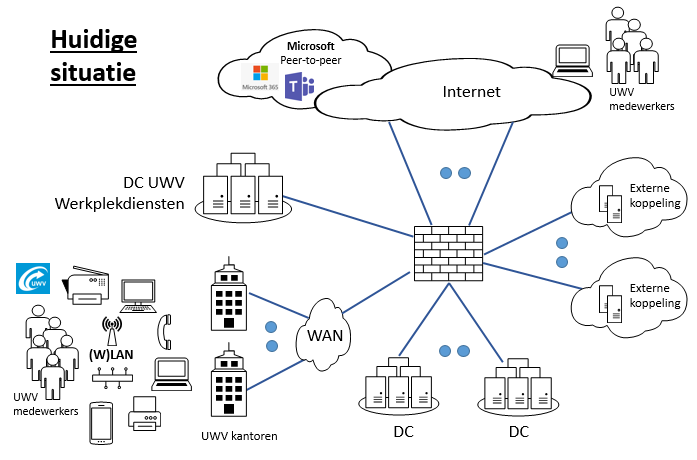 Huidige
situatie
Microsoft
Peer-to-peer
Microsoft 365
Internet
UWV
medewerkers
DC UWV
Werkplekdiensten
Externe
koppeling
Externe
koppeling
UWV
(W)LAN
WAN
UWV
medewerkers
UWV kantoren
DC
DC